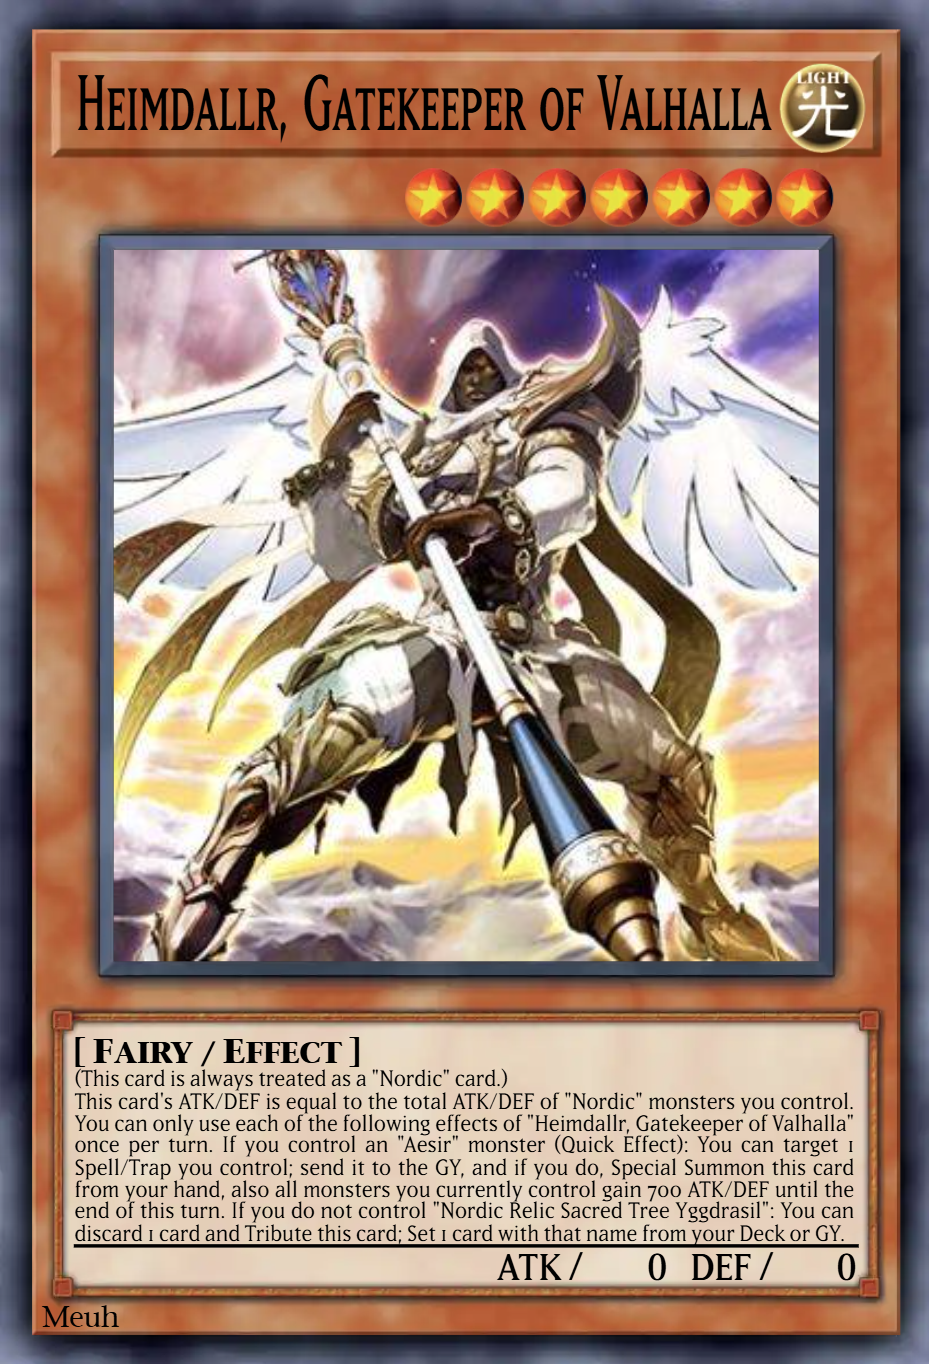 Heimdallr, Gatekeeper of Valhalla
LIGHT
光
[ Fairy / Effect ]
(This card is always treated as a "Nordic" card.)
This card's ATK/DEF is equal to the total ATK/DEF of "Nordic" monsters you control.
You can only use each of the following effects of "Heimdallr, Gatekeeper of Valhalla"
once per turn. If you control an "Aesir" monster (Quick Effect): You can target 1
Spell/Trap you control; send it to the GY, and if you do, Special Summon this card
from your hand, also all monsters you currently control gain 700 ATK/DEF until the
end of this turn. If you do not control "Nordic Relic Sacred Tree Yggdrasil": You can
discard 1 card and Tribute this card; Set 1 card with that name from your Deck or GY.
ATK / 0 DEF / 0
Meuh